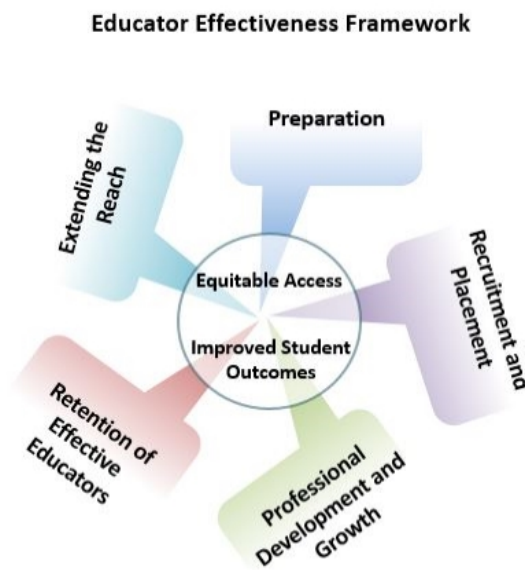 Educator Effectiveness Framework
Preparation
Extending the
Reach
Equitable Access
Recruitment and
Placement
Improved Student
Outcomes
Retention of
Effective
Educators
Professional
Development and
Growth